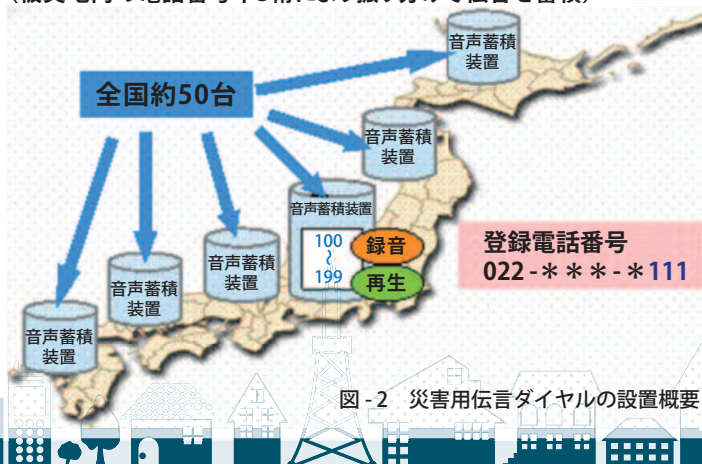 音声蓄積
装置
全国約50台
音声蓄積
装置
音声蓄積装置
100
〜
199
録音
再生
登録電話番号
022-＊＊＊-＊111
音声蓄積
装置
音声蓄積
装置
音声蓄積
装置
図-2　災害用伝言ダイヤルの設置概要